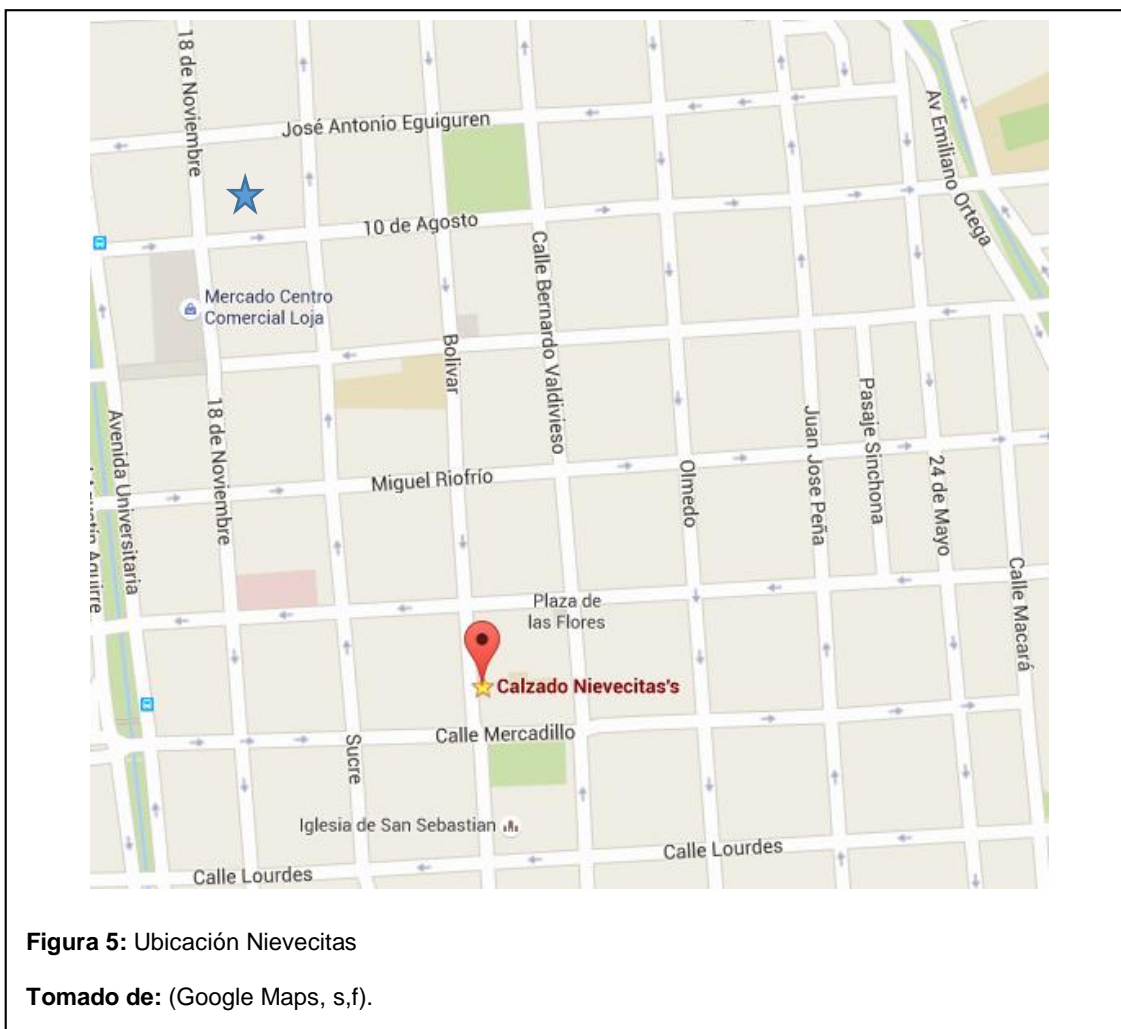 18 de Noviembre
José Antonio Eguiguren
Av Emiliano Ortega
10 de Agosto
Calle Bernardo Valdivieso
Mercado Centro
Comercial Loja
Bolivar
18 de Noviembre
Avenida Universitaria
Agustín Aguirre
Miguel Riofrío
Olmedo
Juan Jose Peña
Pasaje Sinchona
24 de Mayo
Calle Macará
Plaza de
las Flores
Calzado Nievecitas's
Calle Mercadillo
Sucre
Iglesia de San Sebastian
Calle Lourdes
Calle Lourdes
Figura 5: Ubicación Nievecitas
Tomado de: (Google Maps, s,f).